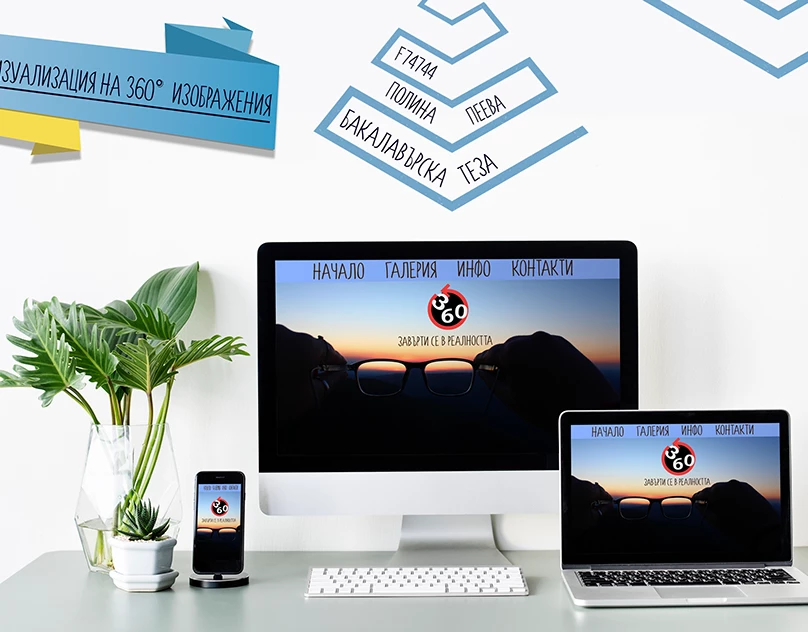 ИЗУАЛИЗАЦИЯ НА 360° ИЗОБРАЖЕНИЯ
F74744
ПОЛИНА ПЕЕВА
БАКАЛАВЪРСКА ТЕЗА
НАЧАЛО ГАЛЕРИЯ ИНФО КОНТАКТИ
360
ЗАВЪРТИ СЕ В РЕАЛНОСТТА
НАЧАЛО ГАЛЕРИЯ ИНФО КОНТАКТИ
360
ЗАВЪРТИ СЕ В РЕАЛНОСТТА
360
ЗАВЪРТИ СЕ В РЕАЛНОСТТА